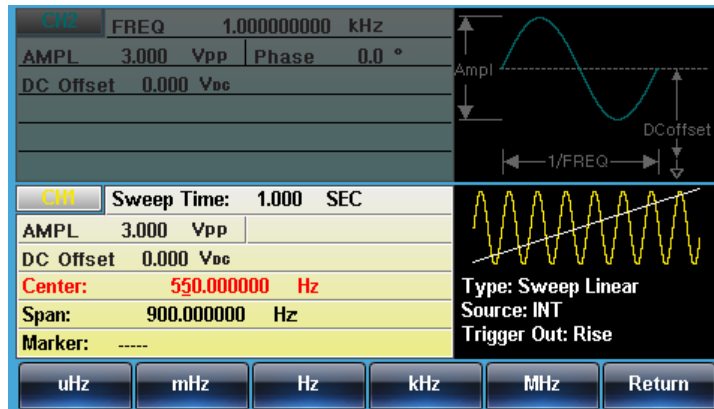 CH2 FREQ 1.000000000 kHz
AMPL 3.000 Vpp Phase 0.0 °
DC Offset 0.000 VDC
Ampl
DCoffset
1/FREQ
CH1 Sweep Time: 1.000 SEC
AMPL 3.000 Vpp
DC Offset 0.000 VDC
Center: 550.000000 Hz
Span: 900.000000 Hz
Marker: -----
Type: Sweep Linear
Source: INT
Trigger Out: Rise
uHz mHz Hz kHz MHz Return